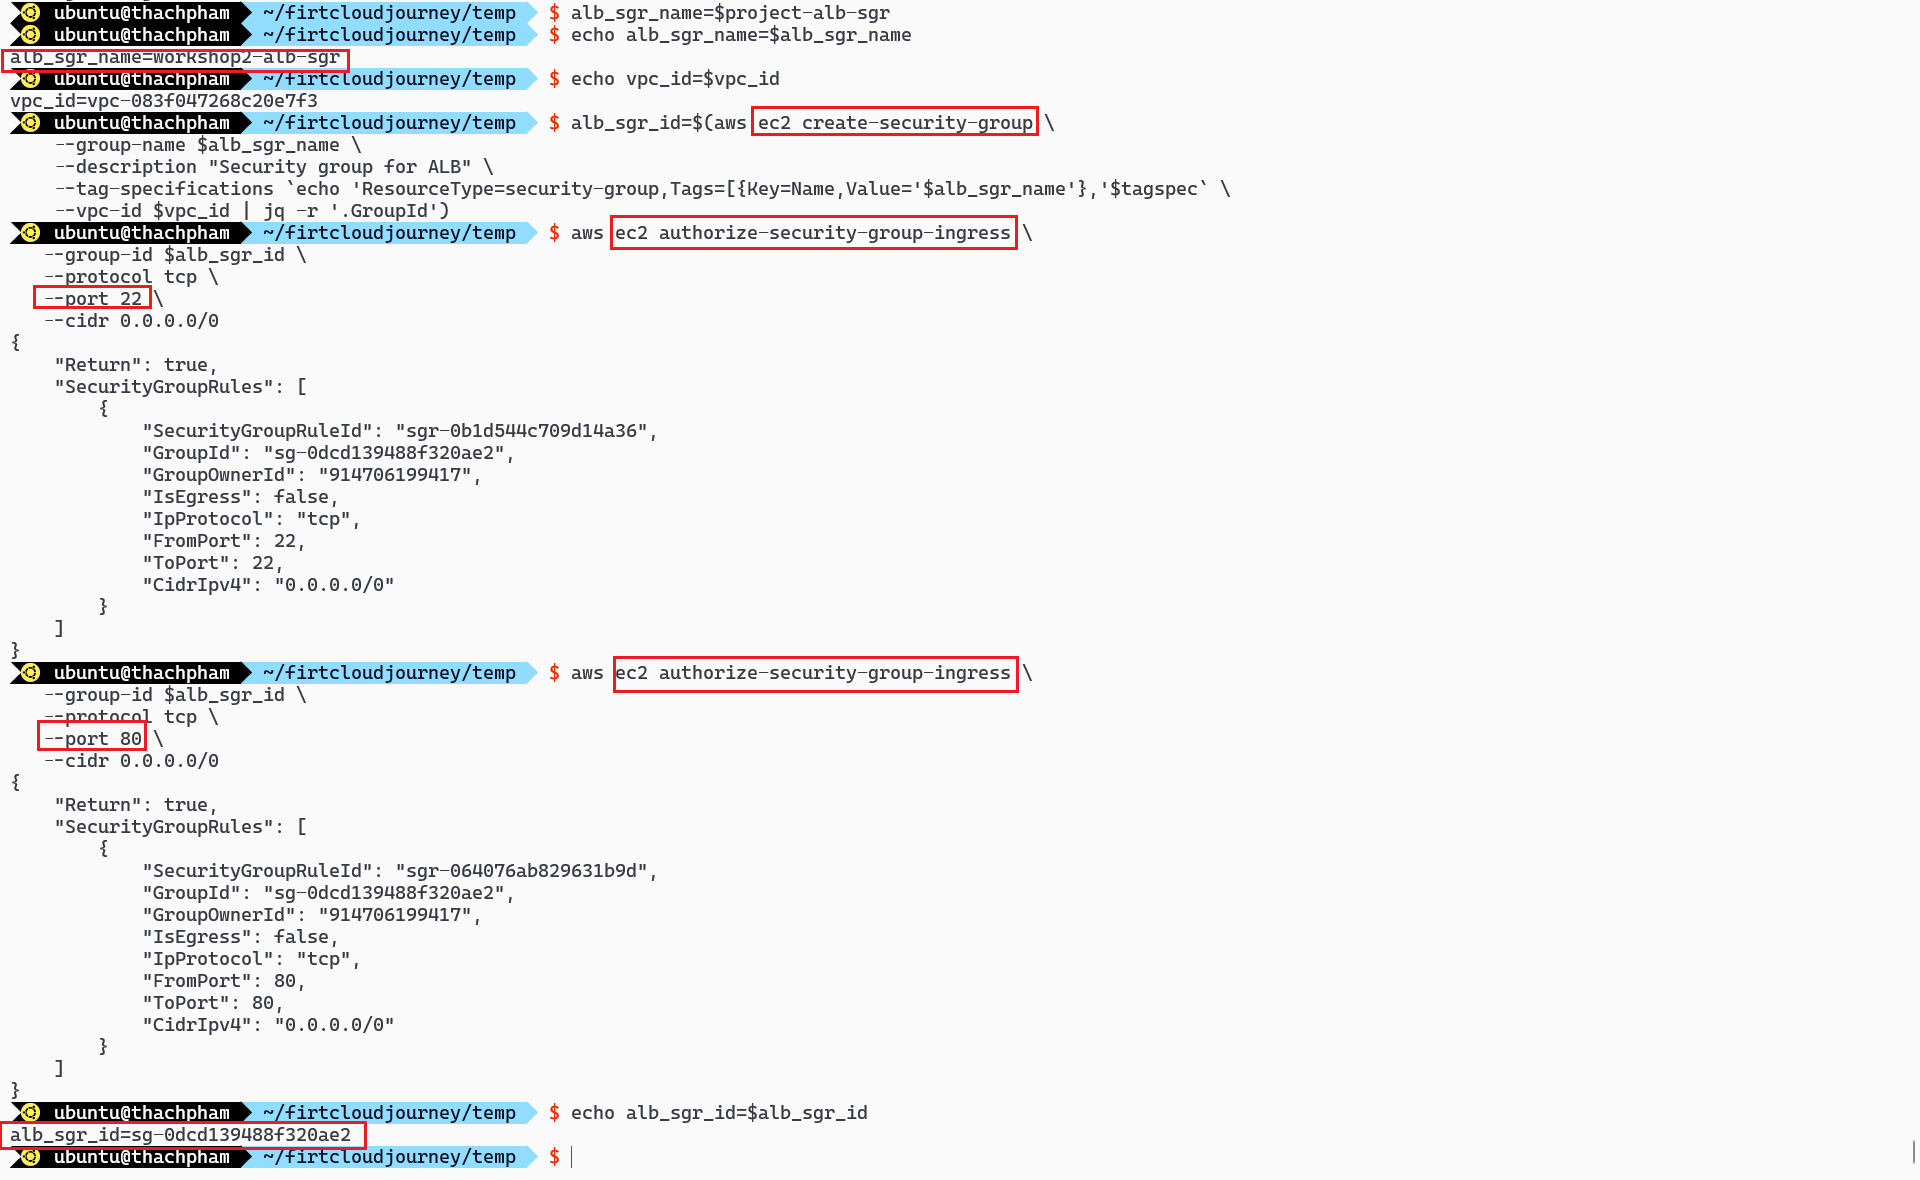 ubuntu@thachpham ~/firtcloudjourney/temp $ alb_sgr_name=$project-alb-sgr
ubuntu@thachpham ~/firtcloudjourney/temp $ echo alb_sgr_name=$alb_sgr_name
alb_sgr_name=workshop2-alb-sgr
ubuntu@thachpham ~/firtcloudjourney/temp $ echo vpc_id=$vpc_id
vpc_id=vpc-083f047268c20e7f3
ubuntu@thachpham ~/firtcloudjourney/temp $ alb_sgr_id=$(aws ec2 create-security-group \
    --group-name $alb_sgr_name \
    --description "Security group for ALB" \
    --tag-specifications `echo 'ResourceType=security-group,Tags=[{Key=Name,Value='$alb_sgr_name'},'$tagspec` \
    --vpc-id $vpc_id | jq -r '.GroupId')
ubuntu@thachpham ~/firtcloudjourney/temp $ aws ec2 authorize-security-group-ingress \
   --group-id $alb_sgr_id \
   --protocol tcp \
   --port 22 \
   --cidr 0.0.0.0/0
{
    "Return": true,
    "SecurityGroupRules": [
        {
            "SecurityGroupRuleId": "sgr-0b1d544c709d14a36",
            "GroupId": "sg-0dcd139488f320ae2",
            "GroupOwnerId": "914706199417",
            "IsEgress": false,
            "IpProtocol": "tcp",
            "FromPort": 22,
            "ToPort": 22,
            "CidrIpv4": "0.0.0.0/0"
        }
    ]
}
ubuntu@thachpham ~/firtcloudjourney/temp $ aws ec2 authorize-security-group-ingress \
   --group-id $alb_sgr_id \
   --protocol tcp \
   --port 80 \
   --cidr 0.0.0.0/0
{
    "Return": true,
    "SecurityGroupRules": [
        {
            "SecurityGroupRuleId": "sgr-064076ab829631b9d",
            "GroupId": "sg-0dcd139488f320ae2",
            "GroupOwnerId": "914706199417",
            "IsEgress": false,
            "IpProtocol": "tcp",
            "FromPort": 80,
            "ToPort": 80,
            "CidrIpv4": "0.0.0.0/0"
        }
    ]
}
ubuntu@thachpham ~/firtcloudjourney/temp $ echo alb_sgr_id=$alb_sgr_id
alb_sgr_id=sg-0dcd139488f320ae2
ubuntu@thachpham ~/firtcloudjourney/temp $